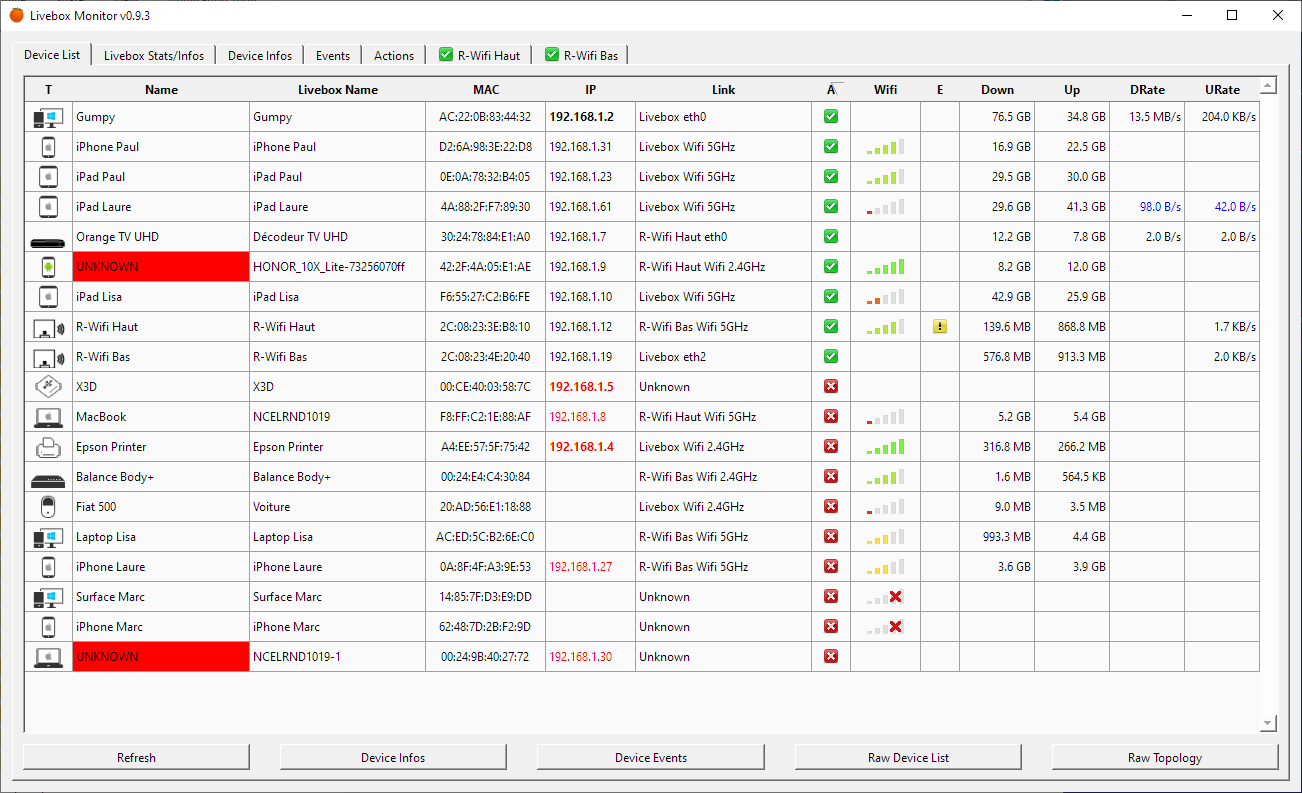 Livebox Monitor v0.9.3
Device List Livebox Stats/Infos Device Infos Events Actions R-Wifi Haut R-Wifi Bas
T Name Livebox Name MAC IP Link A Wifi E Down Up DRate URate
Gumpy Gumpy AC:22:0B:83:44:32 192.168.1.2 Livebox eth0 76.5 GB 34.8 GB 13.5 MB/s 204.0 KB/s
iPhone Paul iPhone Paul D2:6A:98:3E:22:D8 192.168.1.31 Livebox Wifi 5GHz 16.9 GB 22.5 GB
iPad Paul iPad Paul 0E:0A:78:32:B4:05 192.168.1.23 Livebox Wifi 5GHz 29.5 GB 30.0 GB
iPad Laure iPad Laure 4A:88:2F:F7:89:30 192.168.1.61 Livebox Wifi 5GHz 29.6 GB 41.3 GB 98.0 B/s 42.0 B/s
Orange TV UHD Décodeur TV UHD 30:24:78:84:E1:A0 192.168.1.7 R-Wifi Haut eth0 12.2 GB 7.8 GB 2.0 B/s 2.0 B/s
UNKNOWN HONOR_10X_Lite-73256070ff 42:2F:4A:05:E1:AE 192.168.1.9 R-Wifi Haut Wifi 2.4GHz 8.2 GB 12.0 GB
iPad Lisa iPad Lisa F6:55:27:C2:B6:FE 192.168.1.10 Livebox Wifi 5GHz 42.9 GB 25.9 GB
R-Wifi Haut R-Wifi Haut 2C:08:23:3E:B8:10 192.168.1.12 R-Wifi Bas Wifi 5GHz 139.6 MB 868.8 MB 1.7 KB/s
R-Wifi Bas R-Wifi Bas 2C:08:23:4E:20:40 192.168.1.19 Livebox eth2 576.8 MB 913.3 MB 2.0 KB/s
X3D X3D 00:CE:40:03:58:7C 192.168.1.5 Unknown
MacBook NCELRND1019 F8:FF:C2:1E:88:AF 192.168.1.8 R-Wifi Haut Wifi 5GHz 5.2 GB 5.4 GB
Epson Printer Epson Printer A4:EE:57:5F:75:42 192.168.1.4 Livebox Wifi 2.4GHz 316.8 MB 266.2 MB
Balance Body+ Balance Body+ 00:24:E4:C4:30:84 R-Wifi Bas Wifi 2.4GHz 1.6 MB 564.5 KB
Fiat 500 Voiture 20:AD:56:E1:18:88 Livebox Wifi 2.4GHz 9.0 MB 3.5 MB
Laptop Lisa Laptop Lisa AC:ED:5C:B2:6E:C0 R-Wifi Bas Wifi 5GHz 993.3 MB 4.4 GB
iPhone Laure iPhone Laure 0A:8F:4F:A3:9E:53 192.168.1.27 R-Wifi Bas Wifi 5GHz 3.6 GB 3.9 GB
Surface Marc Surface Marc 14:85:7F:D3:E9:DD Unknown
iPhone Marc iPhone Marc 62:48:7D:2B:F2:9D Unknown
UNKNOWN NCELRND1019-1 00:24:9B:40:27:72 192.168.1.30 Unknown
Refresh Device Infos Device Events Raw Device List Raw Topology